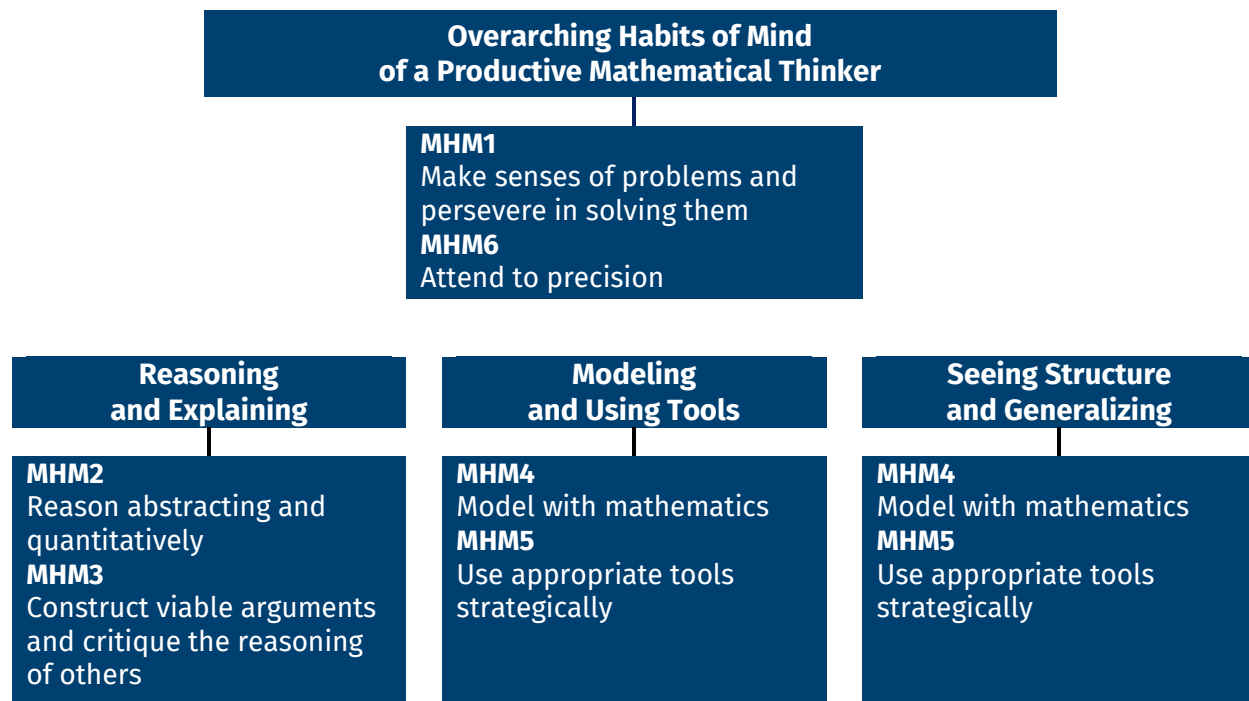 Overarching Habits of Mind
of a Productive Mathematical Thinker
MHM1
Make senses of problems and
persevere in solving them
MHM6
Attend to precision
Reasoning
and Explaining
MHM2
Reason abstracting and
quantitatively
MHM3
Construct viable arguments
and critique the reasoning
of others
Modeling
and Using Tools
MHM4
Model with mathematics
MHM5
Use appropriate tools
strategically
Seeing Structure
and Generalizing
MHM4
Model with mathematics
MHM5
Use appropriate tools
strategically